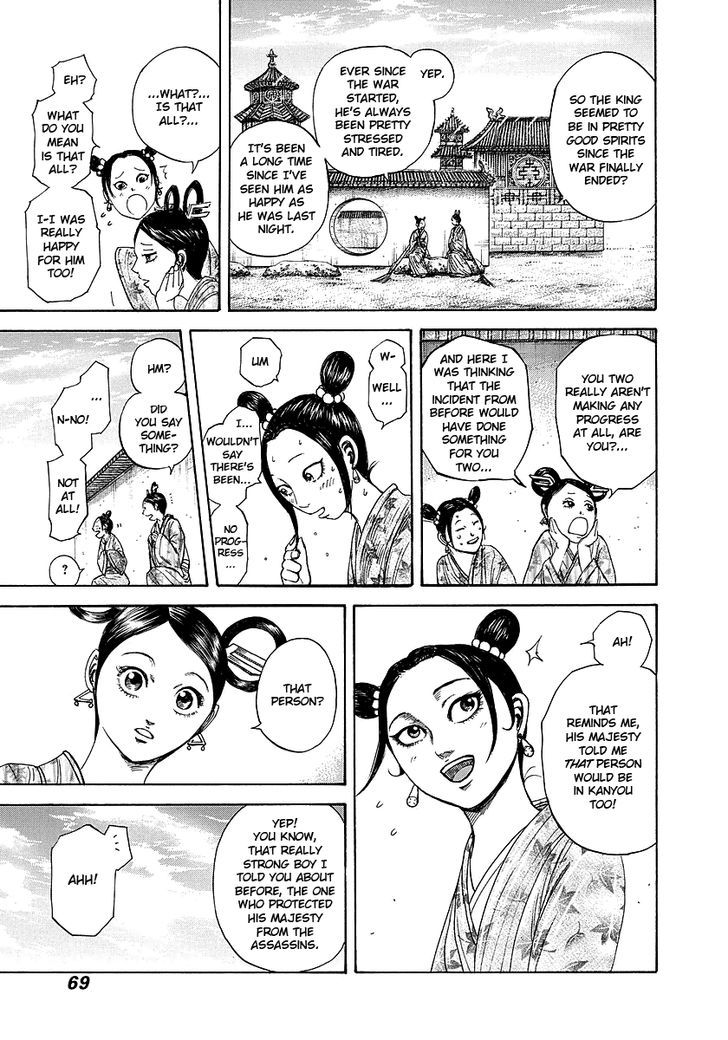 SO THE KING
SEEMED TO
BE IN PRETTY
GOOD SPIRITS
SINCE THE
WAR FINALLY
ENDED?
YEP.
EVER SINCE
THE WAR
STARTED,
HE'S ALWAYS
BEEN PRETTY
STRESSED
AND TIRED.
IT'S BEEN
A LONG TIME
SINCE I'VE
SEEN HIM AS
HAPPY AS
HE WAS LAST
NIGHT.
...WHAT?...
IS THAT
ALL?...
EH?
WHAT
DO YOU
MEAN
IS THAT
ALL?
I-I WAS
REALLY
HAPPY
FOR HIM
TOO!
YOU TWO
REALLY AREN'T
MAKING ANY
PROGRESS
AT ALL, ARE
YOU?...
AND HERE I
WAS THINKING
THAT THE
INCIDENT FROM
BEFORE WOULD
HAVE DONE
SOMETHING
FOR YOU
TWO...
W-
WELL...
UM
I...
WOULDN'T
SAY
THERE'S
BEEN...
NO
PROG-
RESS...
HM?
DID
YOU SAY
SOME-
THING?
...
N-NO!
NOT
AT
ALL!
?
AH!
THAT
REMINDS ME,
HIS MAJESTY
TOLD ME
THAT PERSON
WOULD BE
IN KANYOU
TOO!
THAT
PERSON?
YEP!
YOU KNOW,
THAT REALLY
STRONG BOY I
TOLD YOU ABOUT
BEFORE, THE ONE
WHO PROTECTED
HIS MAJESTY
FROM THE
ASSASSINS.
AHH!
69